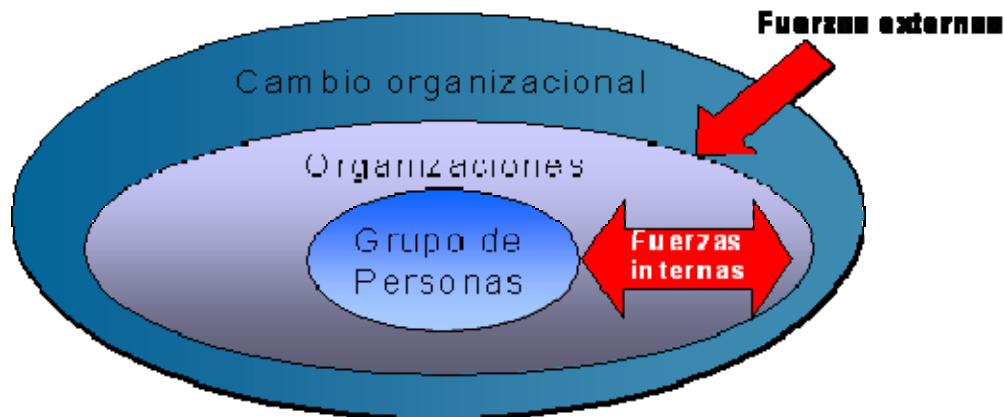 Fuerzas externas
Cambio organizacional
Organizaciones
Grupo de
Personas
Fuerzas
internas